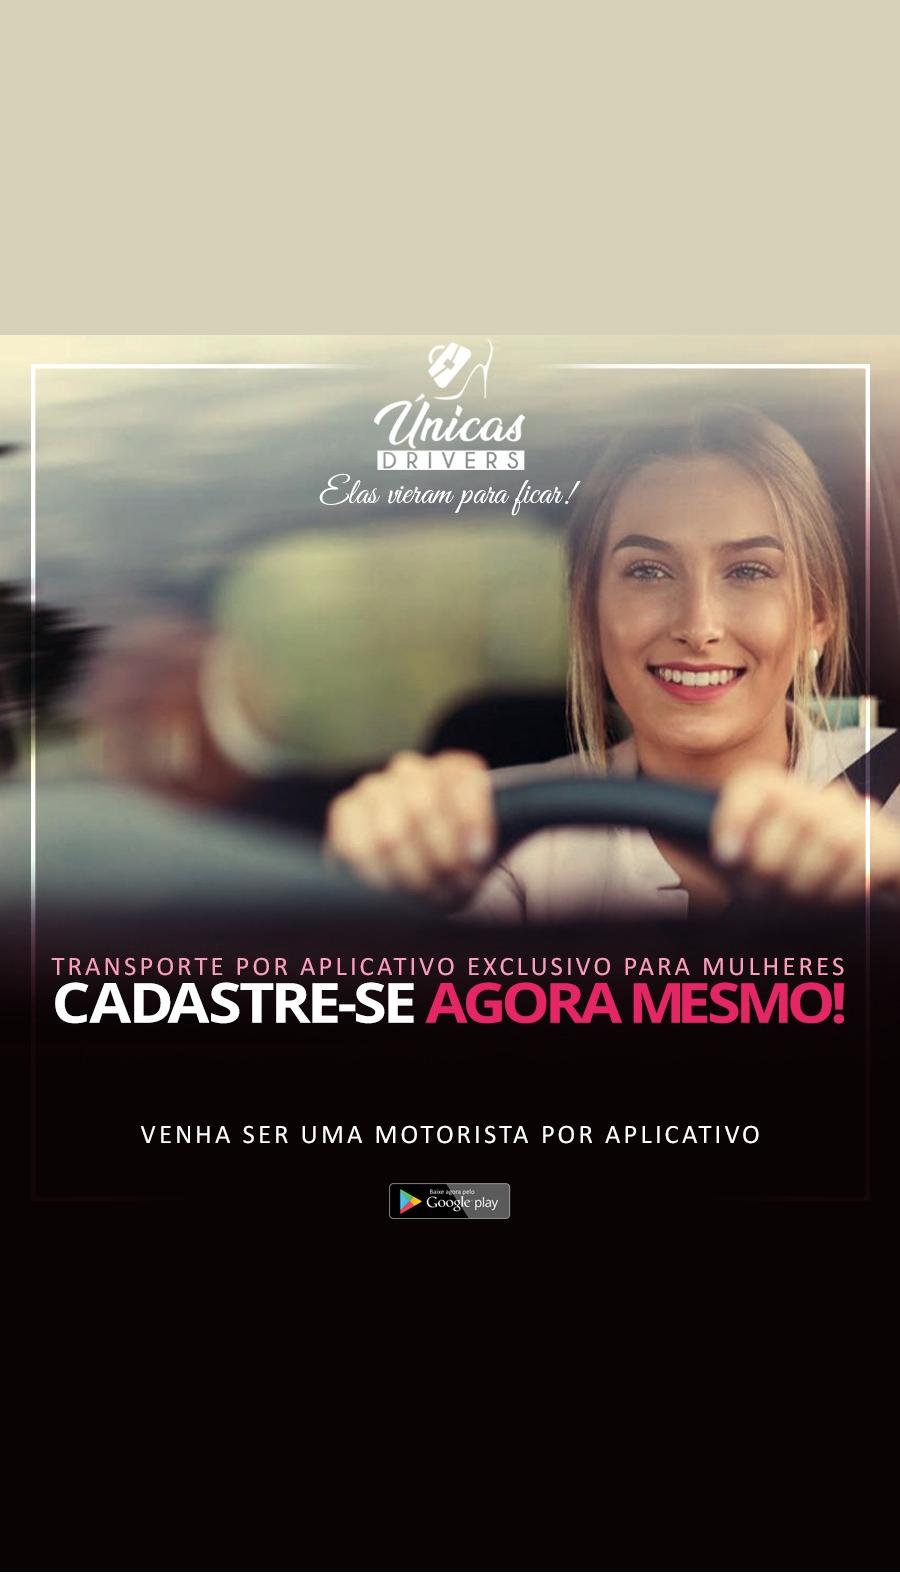 Únicas
DRIVERS
Elas vieram para ficar!
TRANSPORTE POR APLICATIVO EXCLUSIVO PARA MULHERES
CADASTRE-SE AGORA MESMO!
VENHA SER UMA MOTORISTA POR APLICATIVO
Baixe agora pelo
Google play